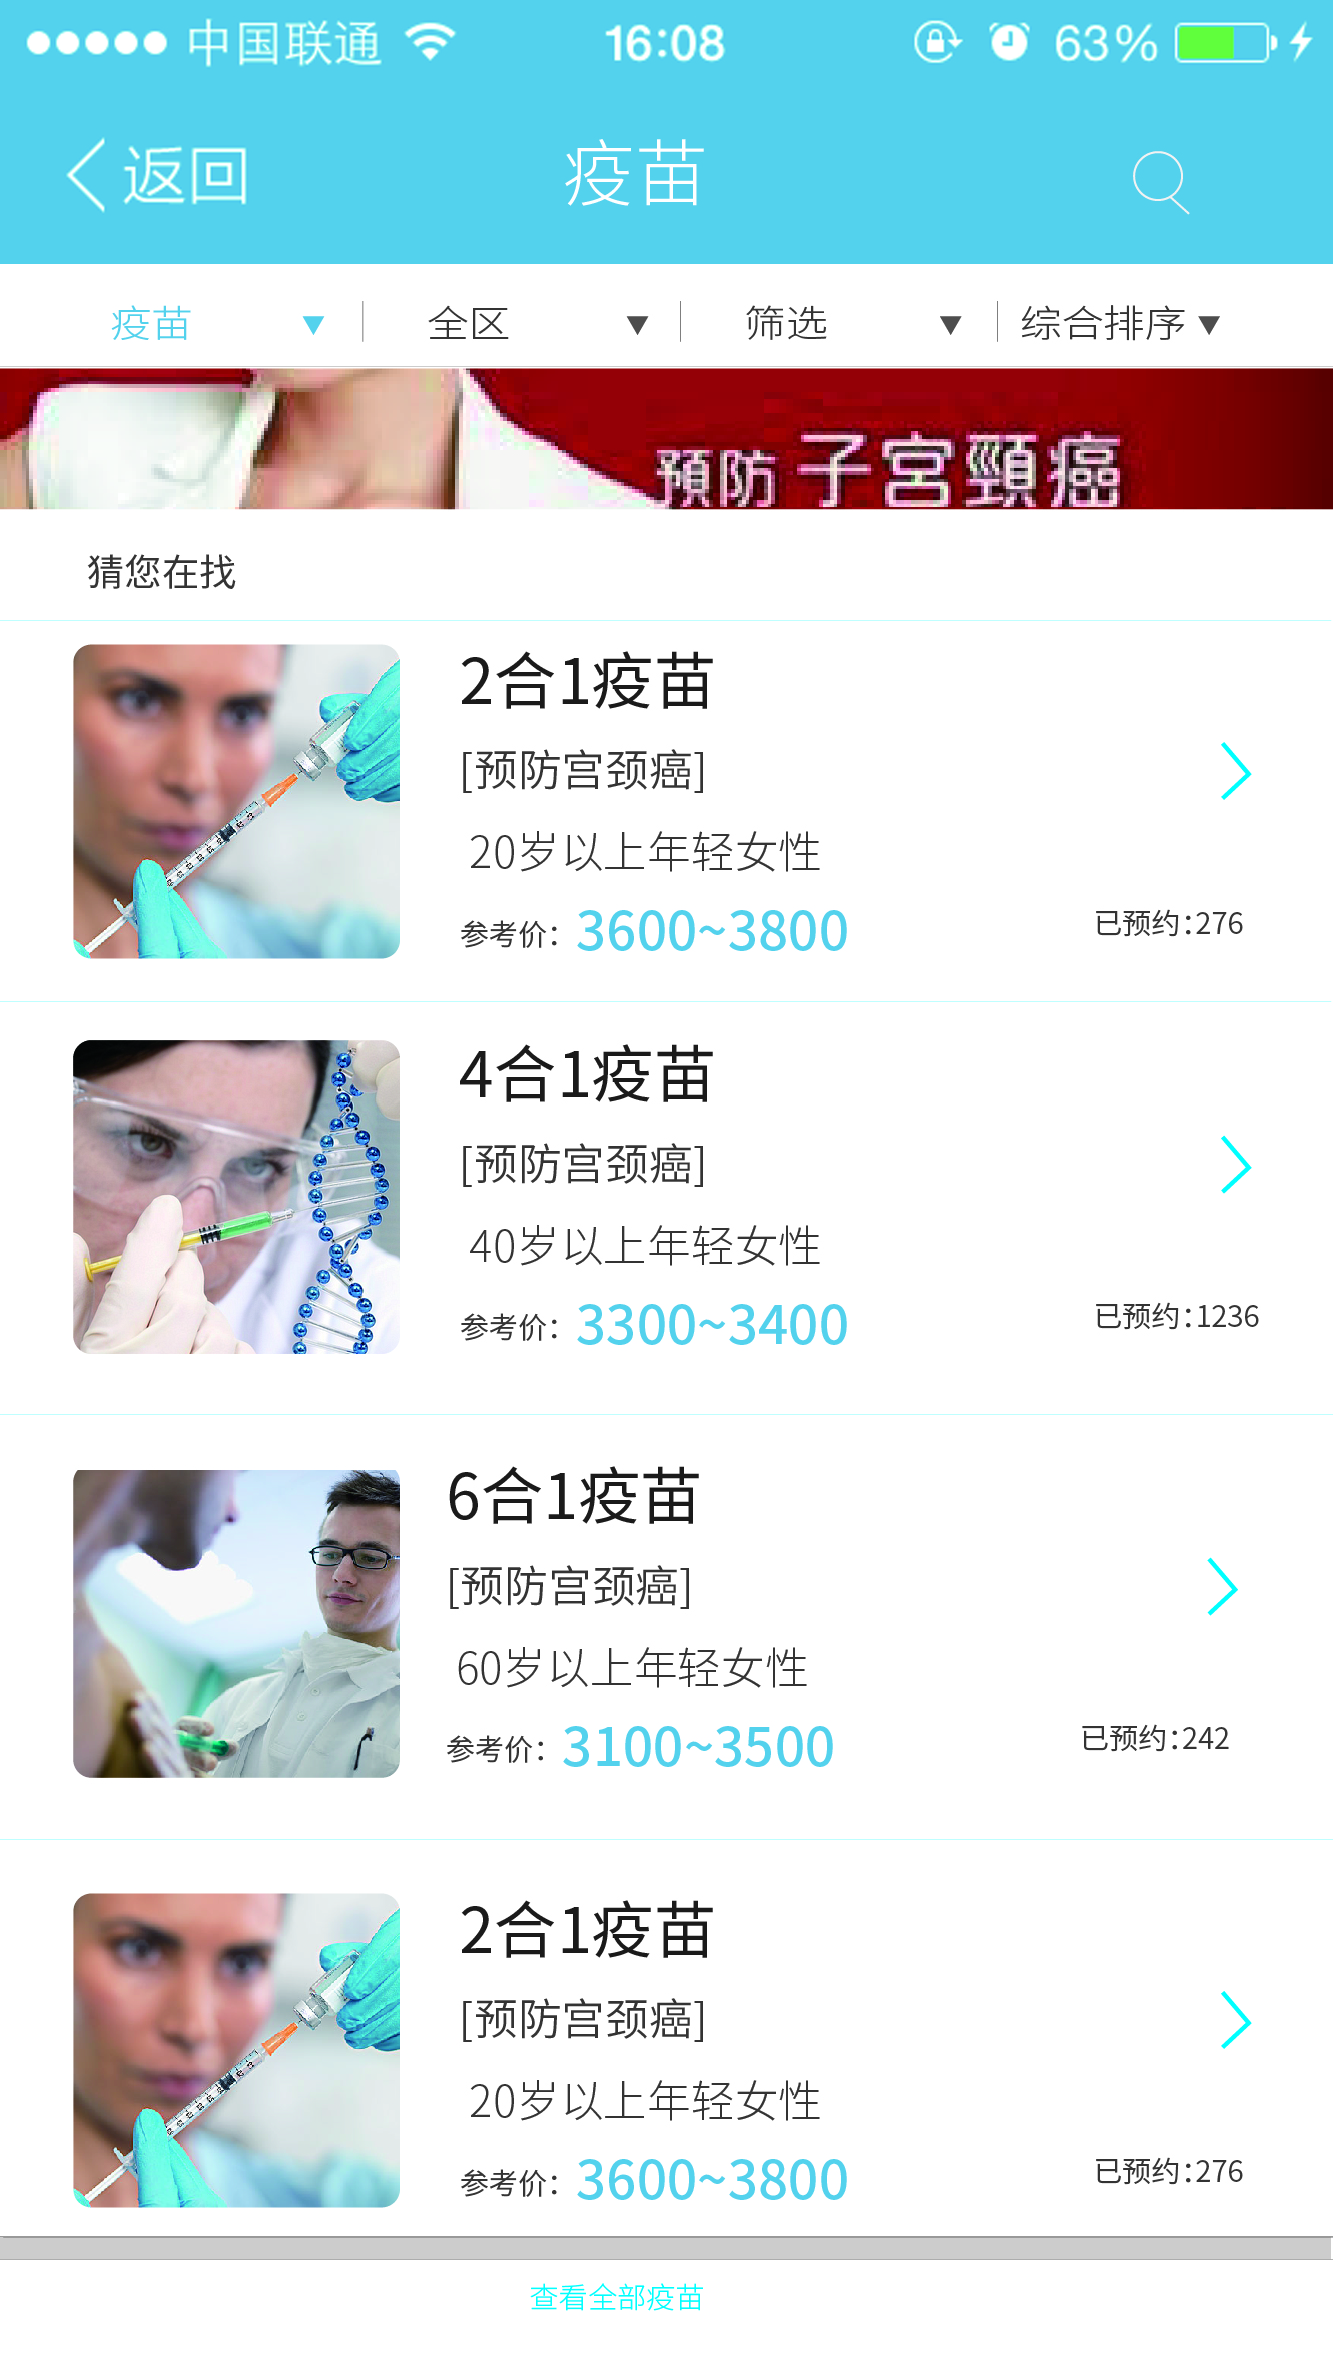 中国联通 16:08 63%
返回 疫苗
疫苗 ▼ 全区 ▼ 筛选 ▼ 综合排序 ▼
預防 子宮頸癌
猜您在找
2合1疫苗
[预防宫颈癌]
20岁以上年轻女性
参考价: 3600~3800 已预约:276
4合1疫苗
[预防宫颈癌]
40岁以上年轻女性
参考价: 3300~3400 已预约:1236
6合1疫苗
[预防宫颈癌]
60岁以上年轻女性
参考价: 3100~3500 已预约:242
2合1疫苗
[预防宫颈癌]
20岁以上年轻女性
参考价: 3600~3800 已预约:276
查看全部疫苗